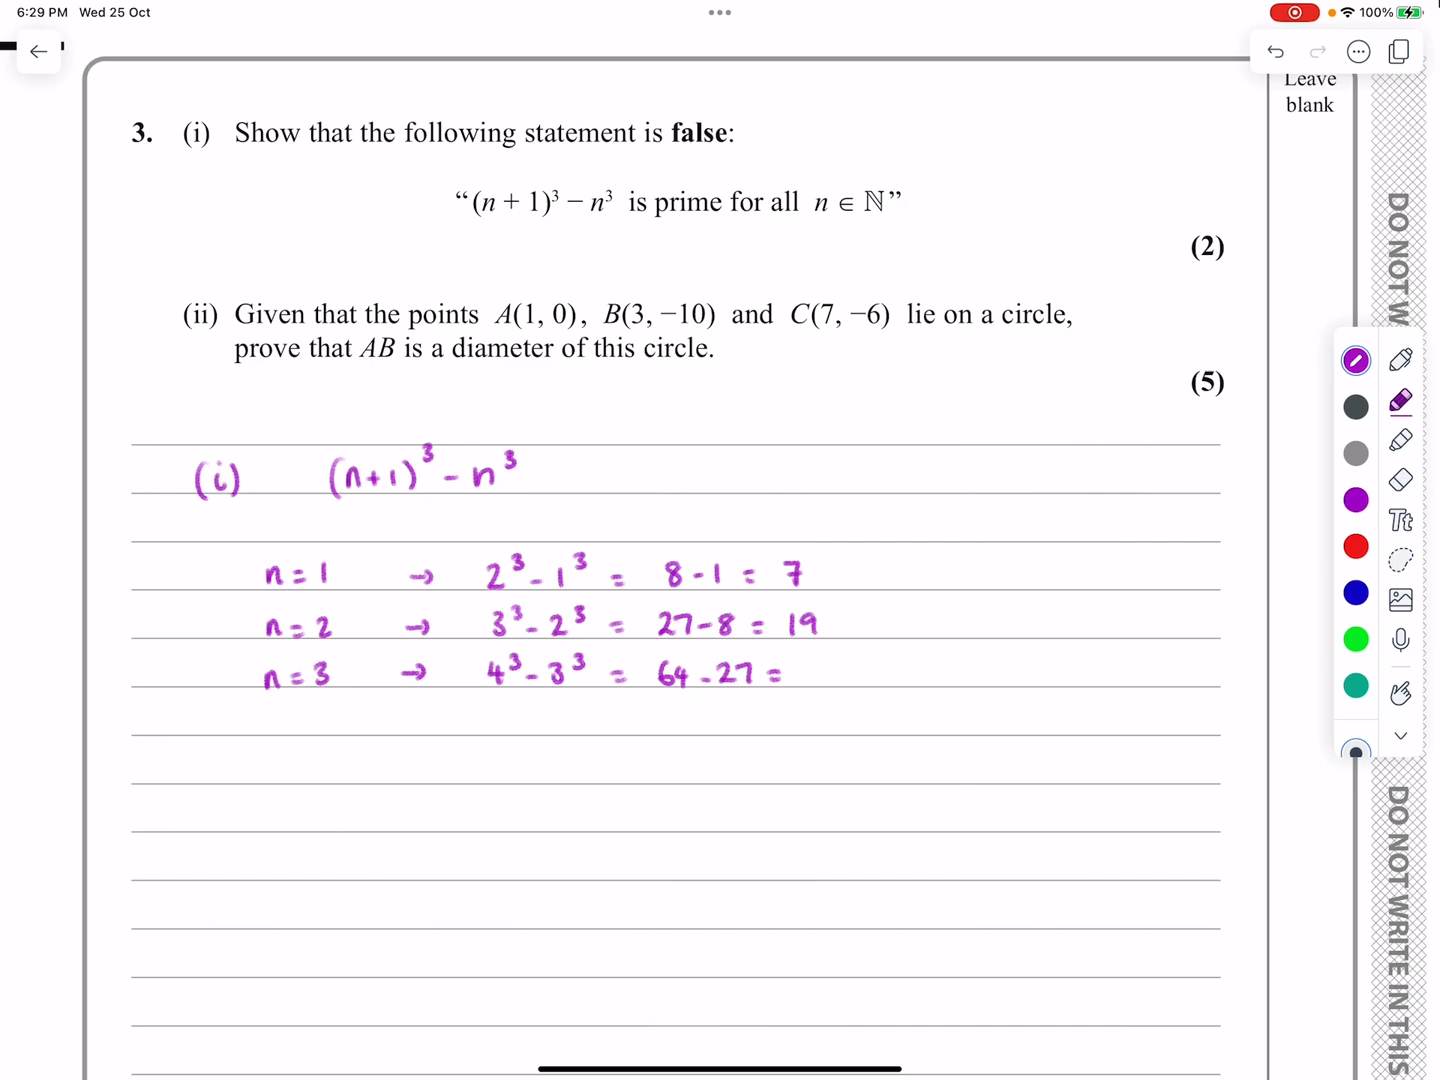 6:29 PM Wed 25 Oct
100%
Leave
blank
3. (i) Show that the following statement is false:
“(n + 1)³ − n³ is prime for all n ∈ ℕ”
(2)
(ii) Given that the points A(1, 0), B(3, −10) and C(7, −6) lie on a circle,
prove that AB is a diameter of this circle.
(5)
(i) (n+1)³ - n³
n = 1 → 2³ - 1³ = 8 - 1 = 7
n = 2 → 3³ - 2³ = 27 - 8 = 19
n = 3 → 4³ - 3³ = 64 - 27 =
Tt
DO NOT W
DO NOT WRITE IN THIS